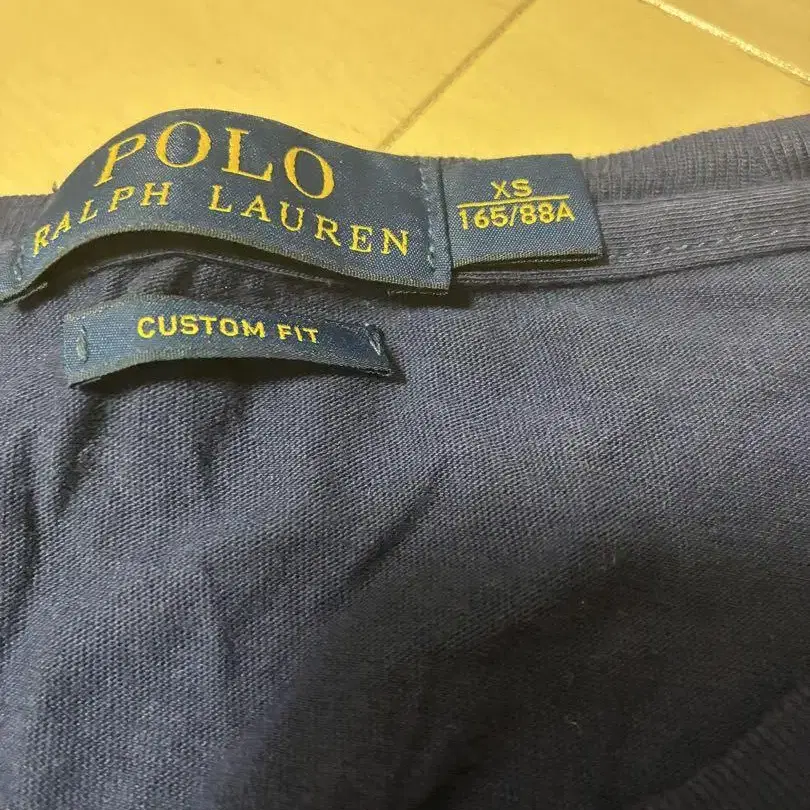 POLO
RALPH LAUREN
XS
165/88A
CUSTOM FIT